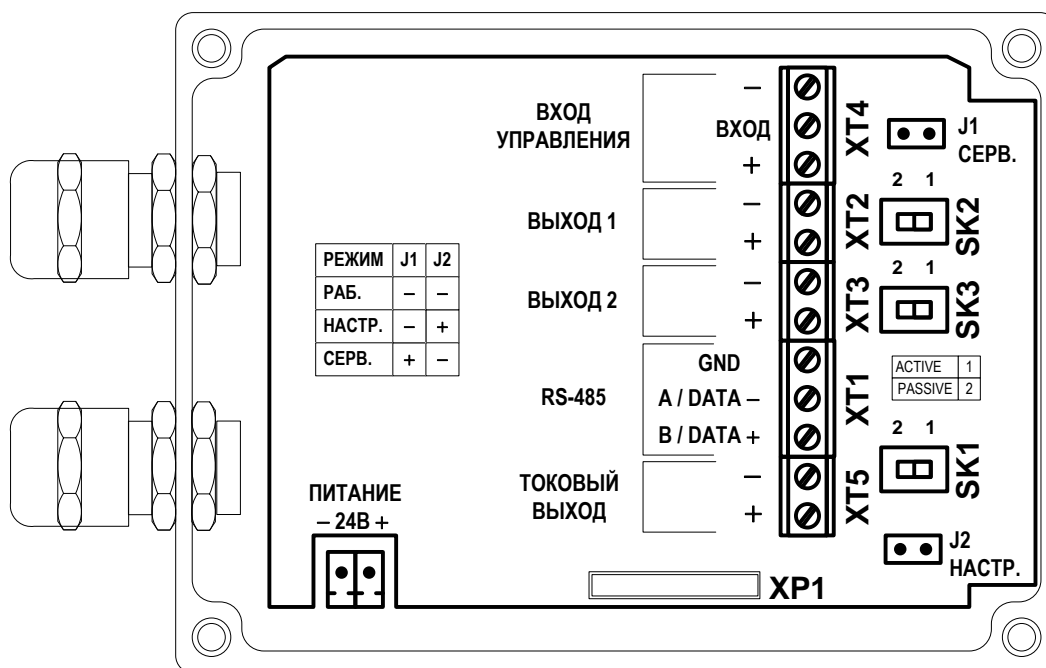 ВХОД
УПРАВЛЕНИЯ
−
ВХОД
+
XT4
J1
СЕРВ.
ВЫХОД 1
−
+
XT2
2 1
SK2
РЕЖИМ J1 J2
РАБ. − −
НАСТР. − +
СЕРВ. + −
ВЫХОД 2
−
+
XT3
2 1
SK3
ACTIVE 1
PASSIVE 2
RS-485
GND
A / DATA −
B / DATA +
XT1
2 1
SK1
ТОКОВЫЙ
ВЫХОД
−
+
XT5
J2
НАСТР.
ПИТАНИЕ
− 24В +
XP1